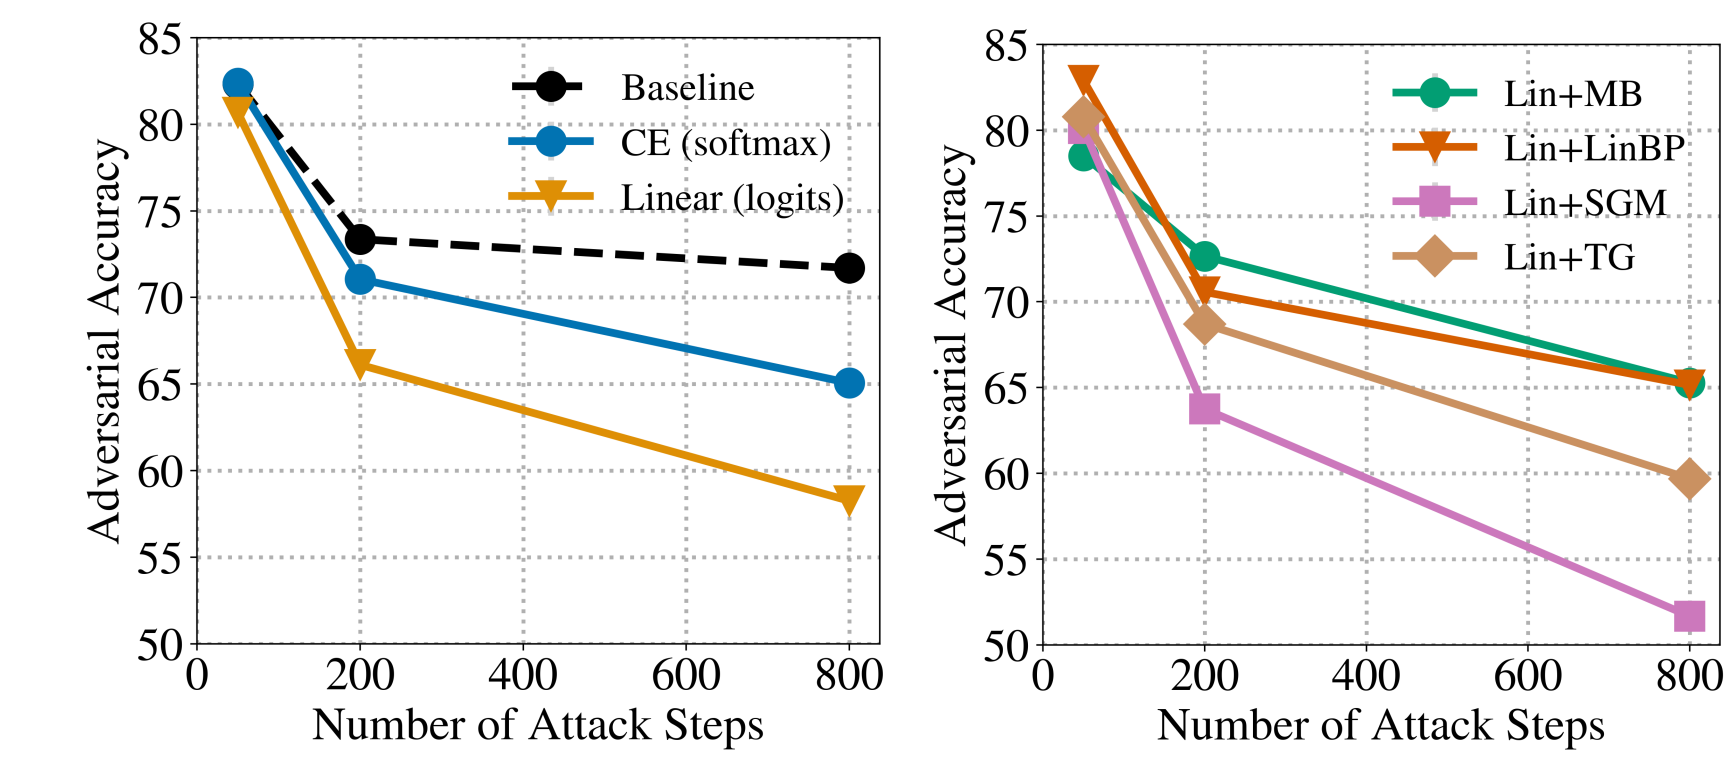 85
80
75
70
65
60
55
50
0
200
400
600
800
Adversarial Accuracy
Number of Attack Steps
Baseline
CE (softmax)
Linear (logits)
85
80
75
70
65
60
55
50
0
200
400
600
800
Adversarial Accuracy
Number of Attack Steps
Lin+MB
Lin+LinBP
Lin+SGM
Lin+TG